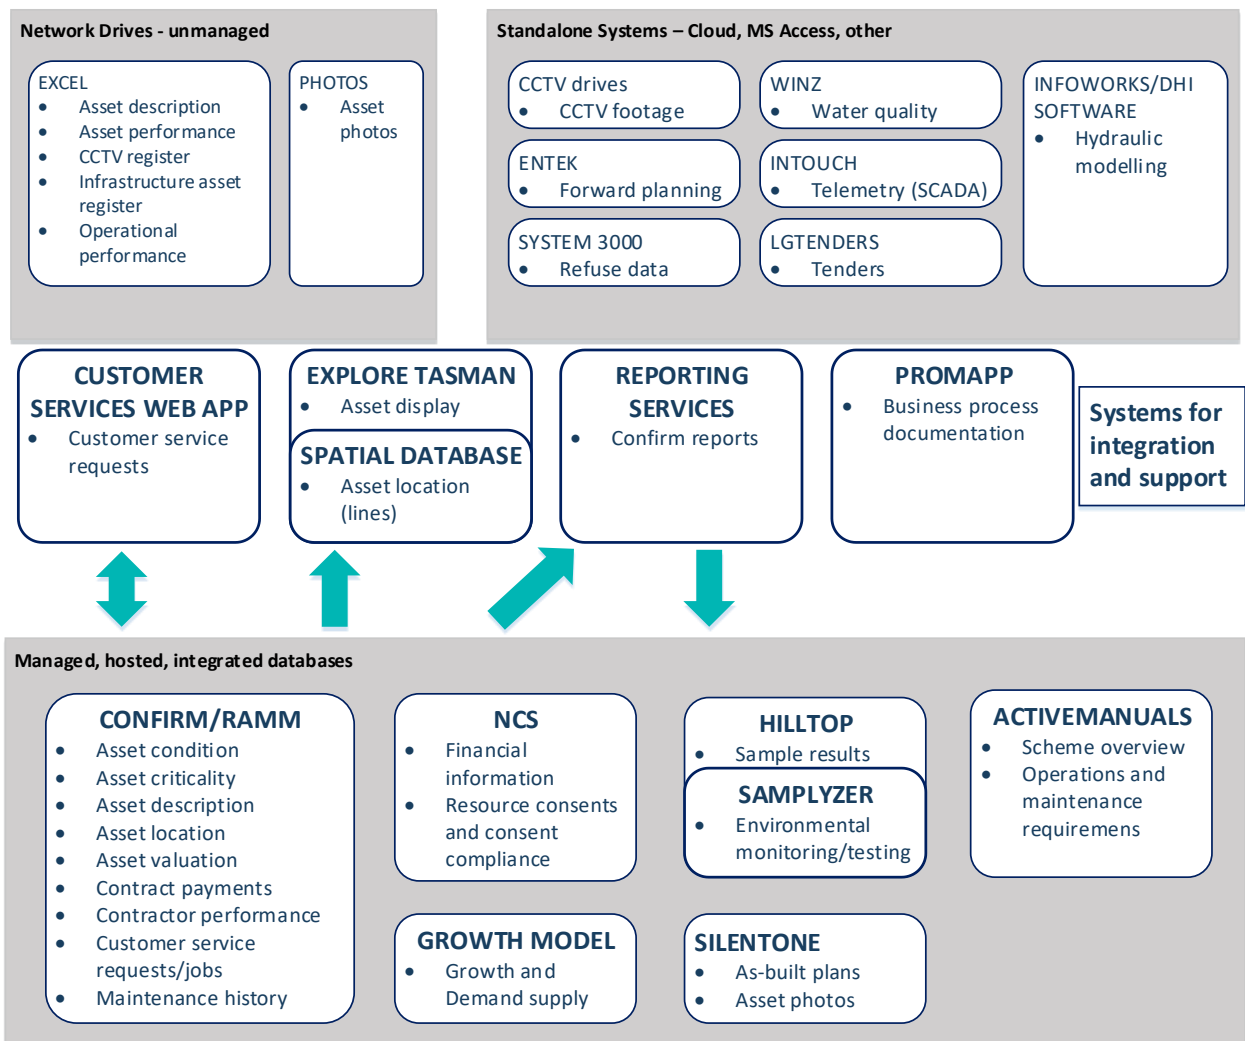 Network Drives - unmanaged
EXCEL
• Asset description
• Asset performance
• CCTV register
• Infrastructure asset
register
• Operational
performance
PHOTOS
• Asset
photos
Standalone Systems – Cloud, MS Access, other
CCTV drives
• CCTV footage
WINZ
• Water quality
INFOWORKS/DHI
SOFTWARE
• Hydraulic
modelling
ENTEK
• Forward planning
INTOUCH
• Telemetry (SCADA)
SYSTEM 3000
• Refuse data
LGTENDERS
• Tenders
CUSTOMER
SERVICES WEB APP
• Customer service
requests
EXPLORE TASMAN
• Asset display
SPATIAL DATABASE
• Asset location
(lines)
REPORTING
SERVICES
• Confirm reports
PROMAPP
• Business process
documentation
Systems for
integration
and support
Managed, hosted, integrated databases
CONFIRM/RAMM
• Asset condition
• Asset criticality
• Asset description
• Asset location
• Asset valuation
• Contract payments
• Contractor performance
• Customer service
requests/jobs
• Maintenance history
NCS
• Financial
information
• Resource consents
and consent
compliance
HILLTOP
• Sample results
SAMPLYZER
• Environmental
monitoring/testing
ACTIVEMANUALS
• Scheme overview
• Operations and
maintenance
requiremens
GROWTH MODEL
• Growth and
Demand supply
SILENTONE
• As-built plans
• Asset photos